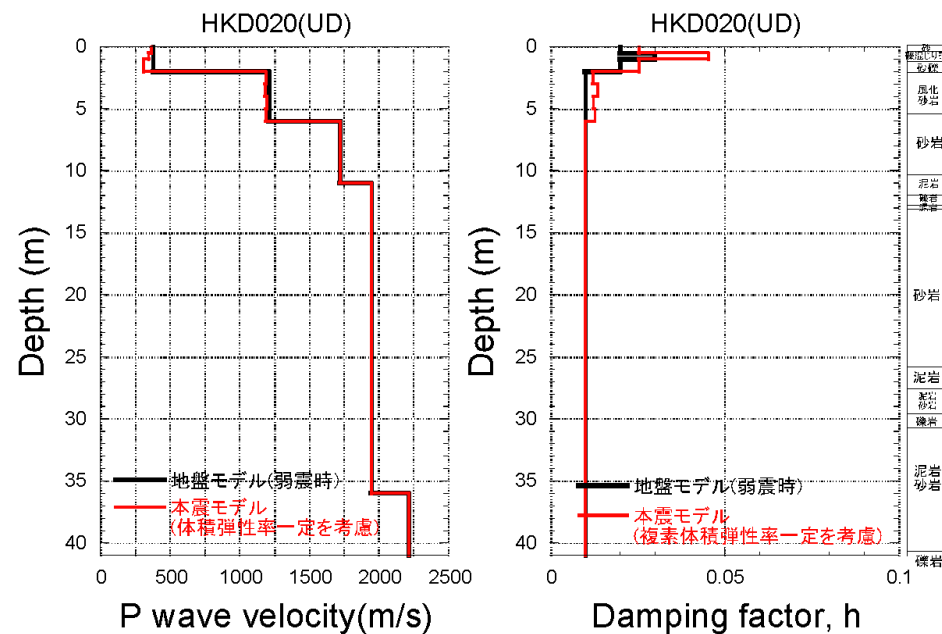 HKD020(UD)
0
5
10
15
20
25
30
35
40
Depth (m)
地盤モデル(弱震時)
本震モデル
(体積弾性率一定を考慮)
0
500
1000
1500
2000
2500
P wave velocity(m/s)
HKD020(UD)
0
5
10
15
20
25
30
35
40
Depth (m)
地盤モデル(弱震時)
本震モデル
(複素体積弾性率一定を考慮)
0
0.05
0.1
Damping factor, h
砂
砂礫
風化
砂岩
砂岩
泥岩
礫岩
砂岩
泥岩
泥岩
砂岩
礫岩
泥岩
砂岩
礫岩